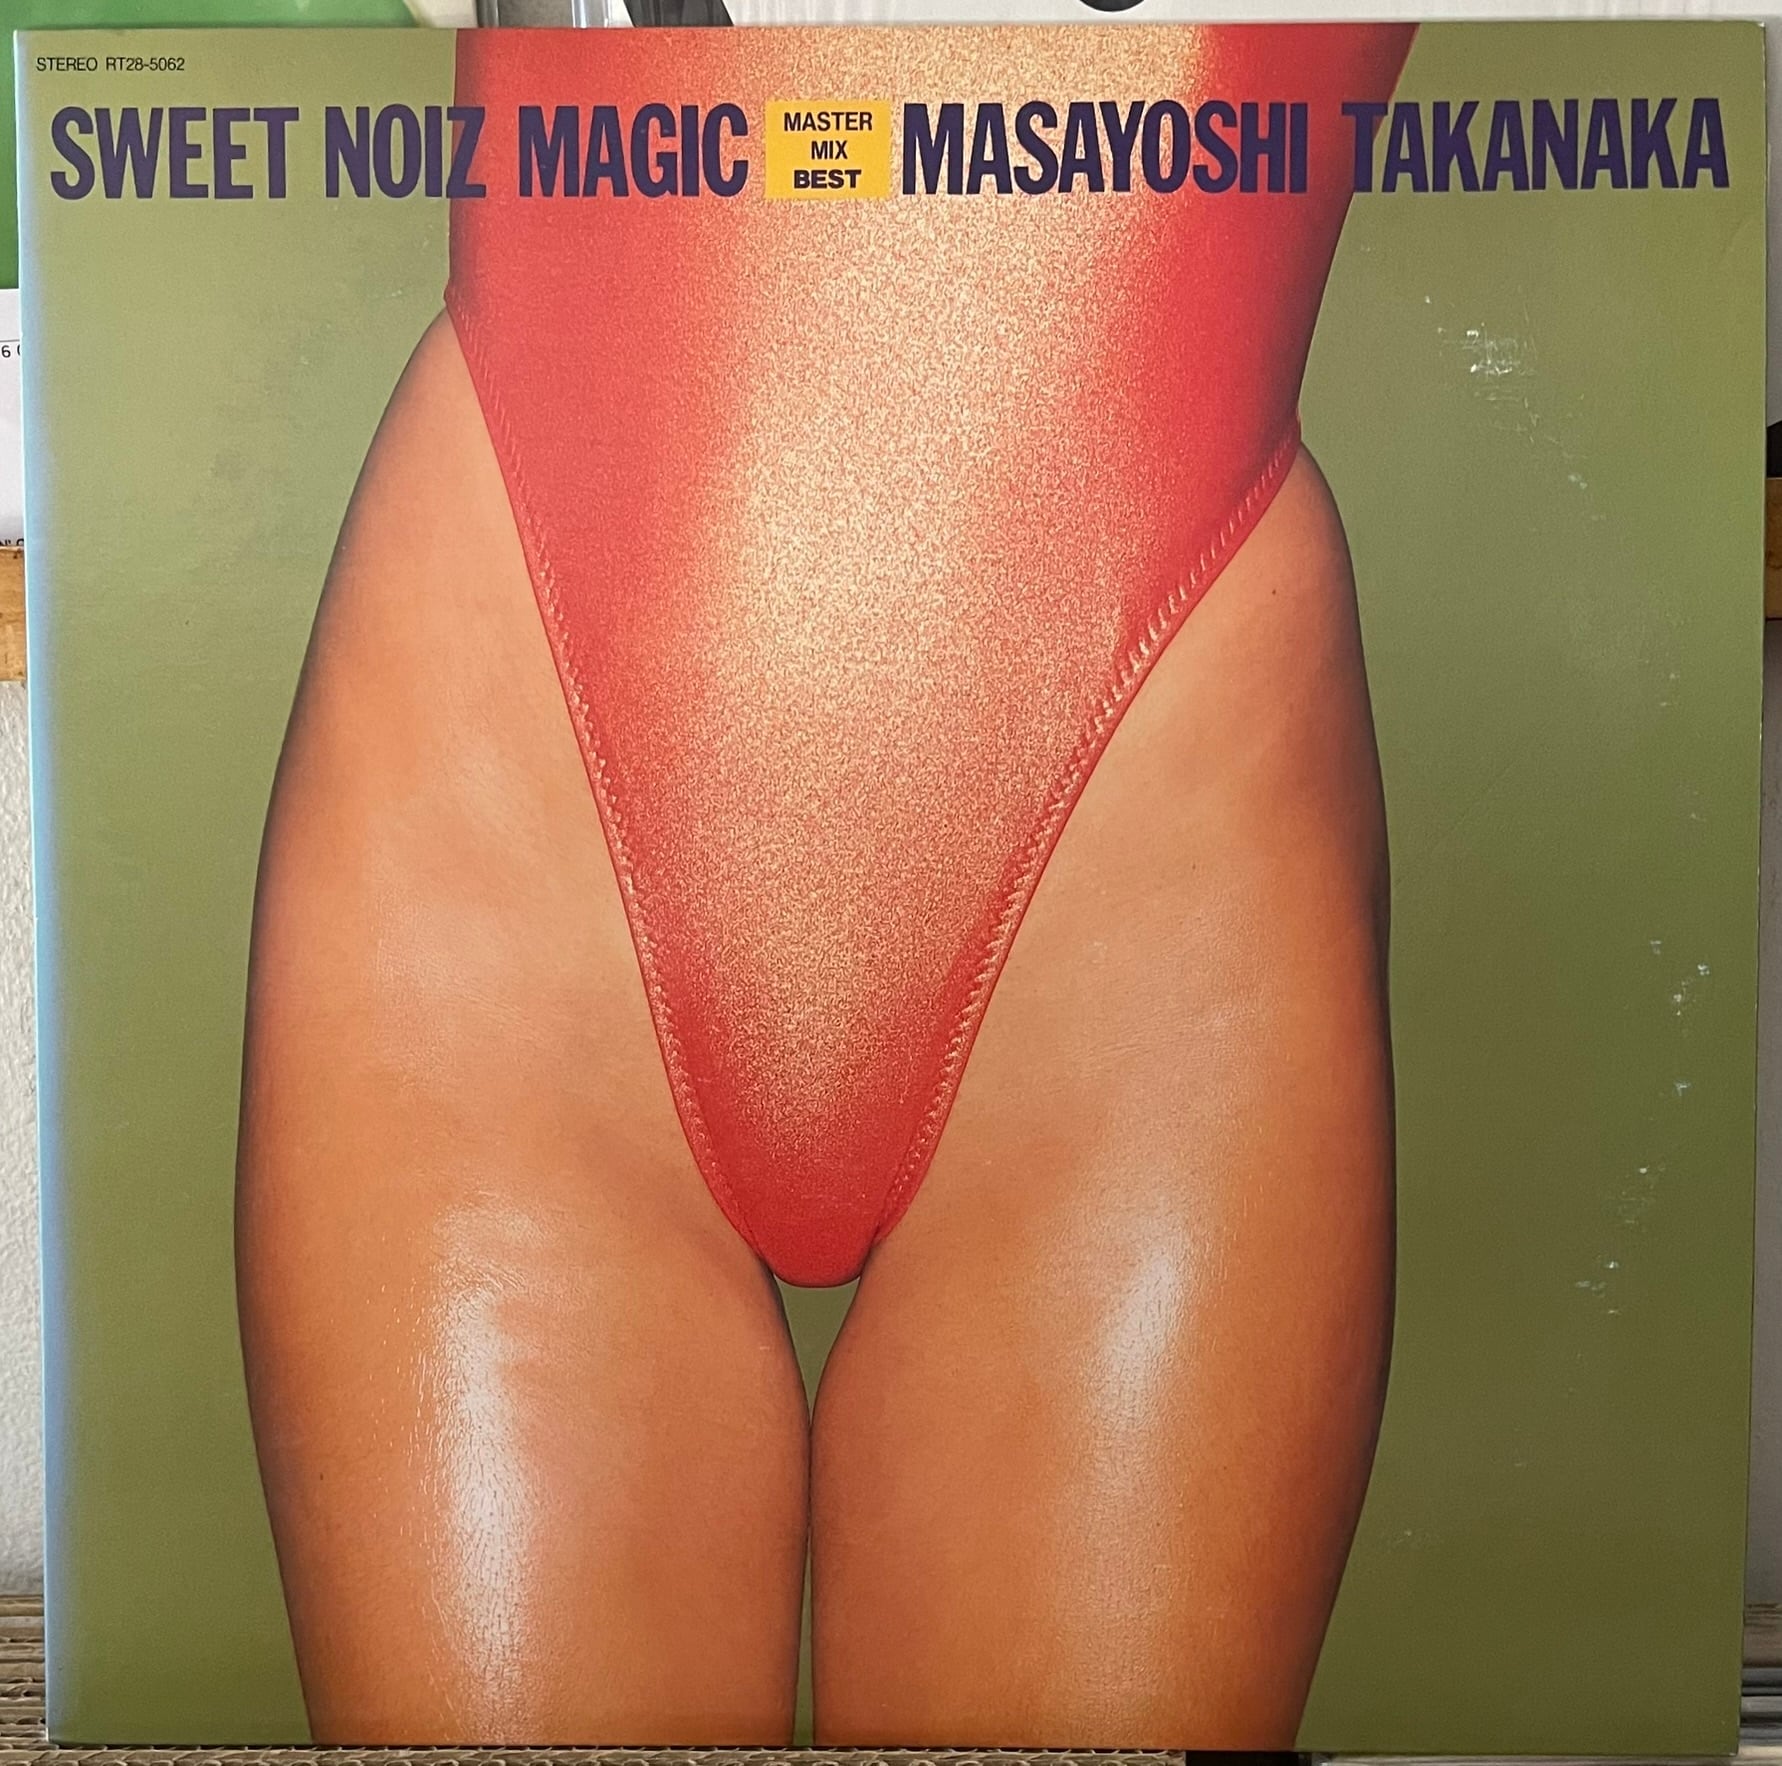 STEREO RT28-5062
SWEET NOIZ MAGIC
MASTER
MIX
BEST
MASAYOSHI TAKANAKA